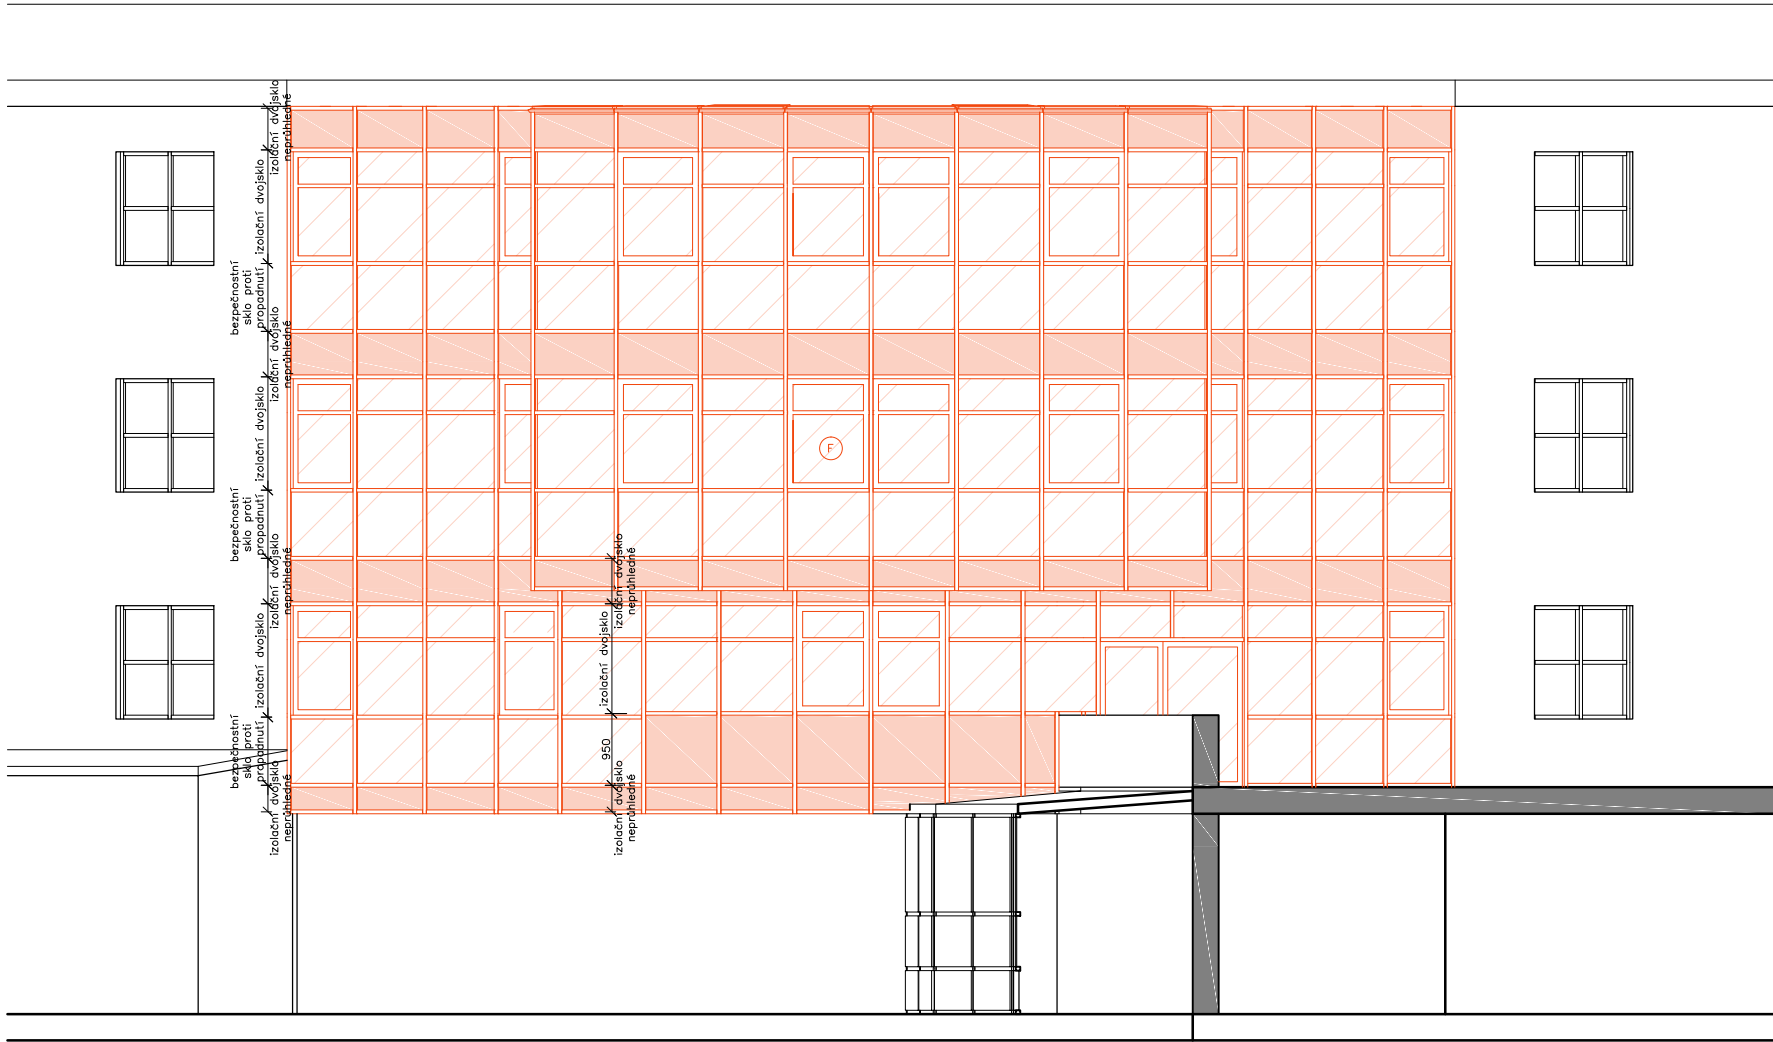 izolační dvojsklo
neprůhledné
izolační dvojsklo
bezpečnostní
sklo proti
propadnutí
izolační dvojsklo
neprůhledné
izolační dvojsklo
F
bezpečnostní
sklo proti
propadnutí
izolační dvojsklo
neprůhledné
izolační dvojsklo
neprůhledné
izolační dvojsklo
izolační dvojsklo
bezpečnostní
sklo proti
propadnutí
950
izolační dvojsklo
neprůhledné
izolační dvojsklo
neprůhledné